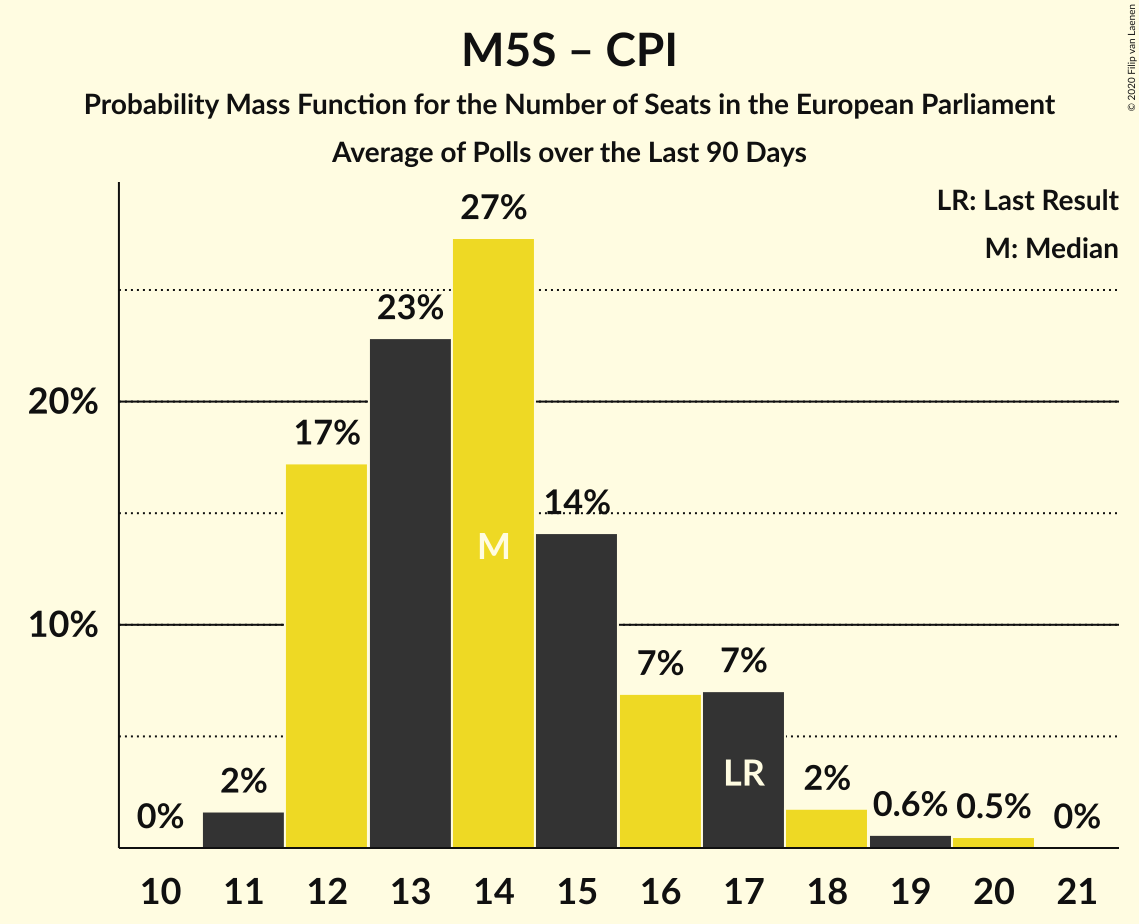 M5S – CPI
Probability Mass Function for the Number of Seats in the European Parliament
Average of Polls over the Last 90 Days
© 2020 Filip van Laenen
LR: Last Result
M: Median
27%
23%
20%
17%
14%
M
10%
7%
7%
LR
2%
2%
0.6%
0.5%
0%
0%
10 11 12 13 14 15 16 17 18 19 20 21